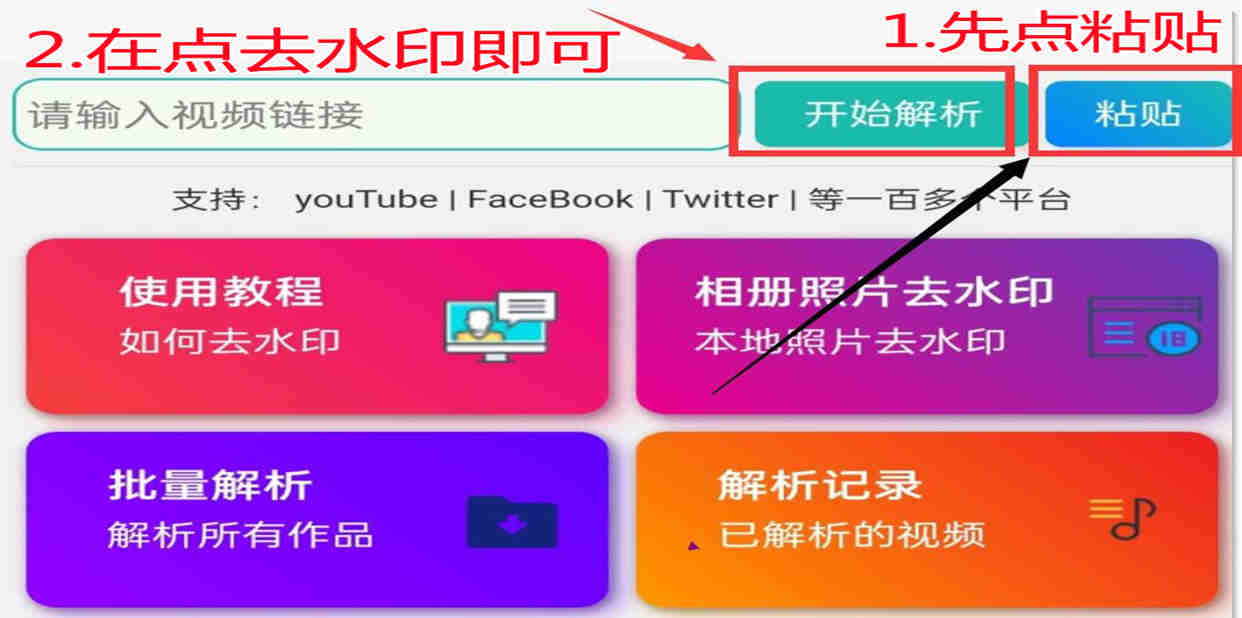 2.在点去水印即可
1.先点粘贴
请输入视频链接
开始解析
粘贴
支持： youTube | FaceBook | Twitter | 等一百多个平台
使用教程
如何去水印
相册照片去水印
本地照片去水印
18
批量解析
解析所有作品
解析记录
已解析的视频